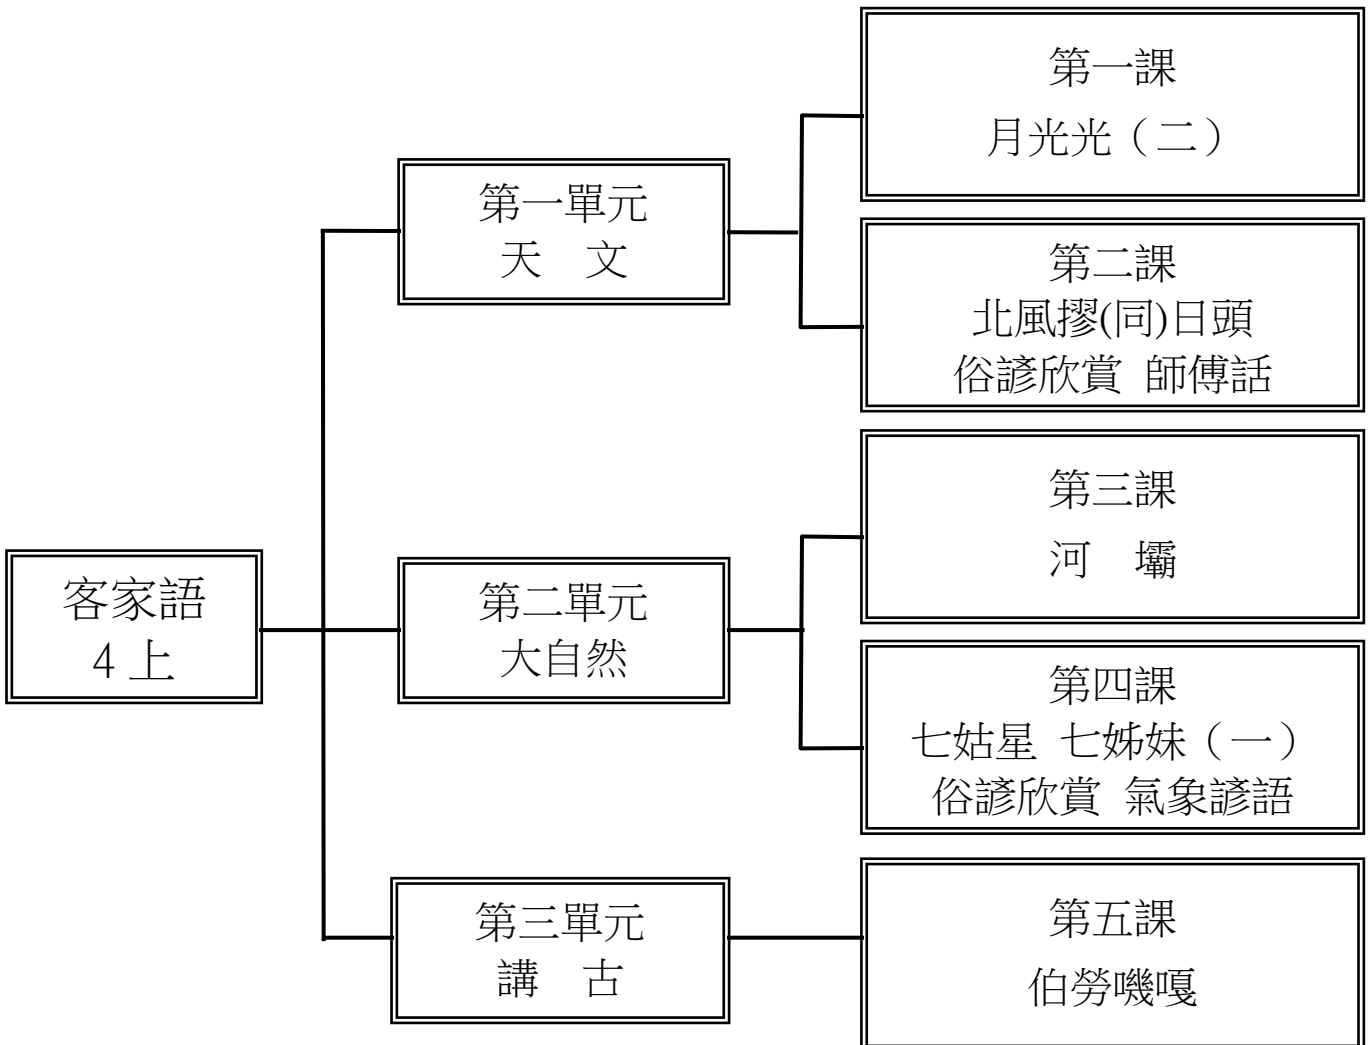 客家語
4上
第一單元
天　文
第一課
月光光（二）
第二課
北風摎(同)日頭
俗諺欣賞 師傅話
第二單元
大自然
第三課
河　壩
第四課
七姑星 七姊妹（一）
俗諺欣賞 氣象諺語
第三單元
講　古
第五課
伯勞嘰嘎